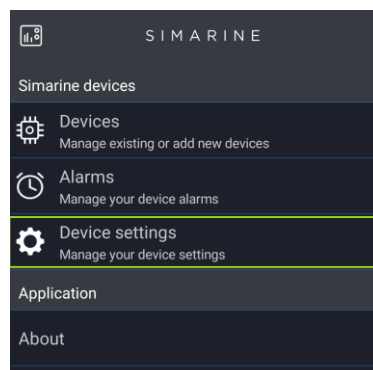 SIMARINE
Simarine devices
Devices
Manage existing or add new devices
Alarms
Manage your device alarms
Device settings
Manage your device settings
Application
About